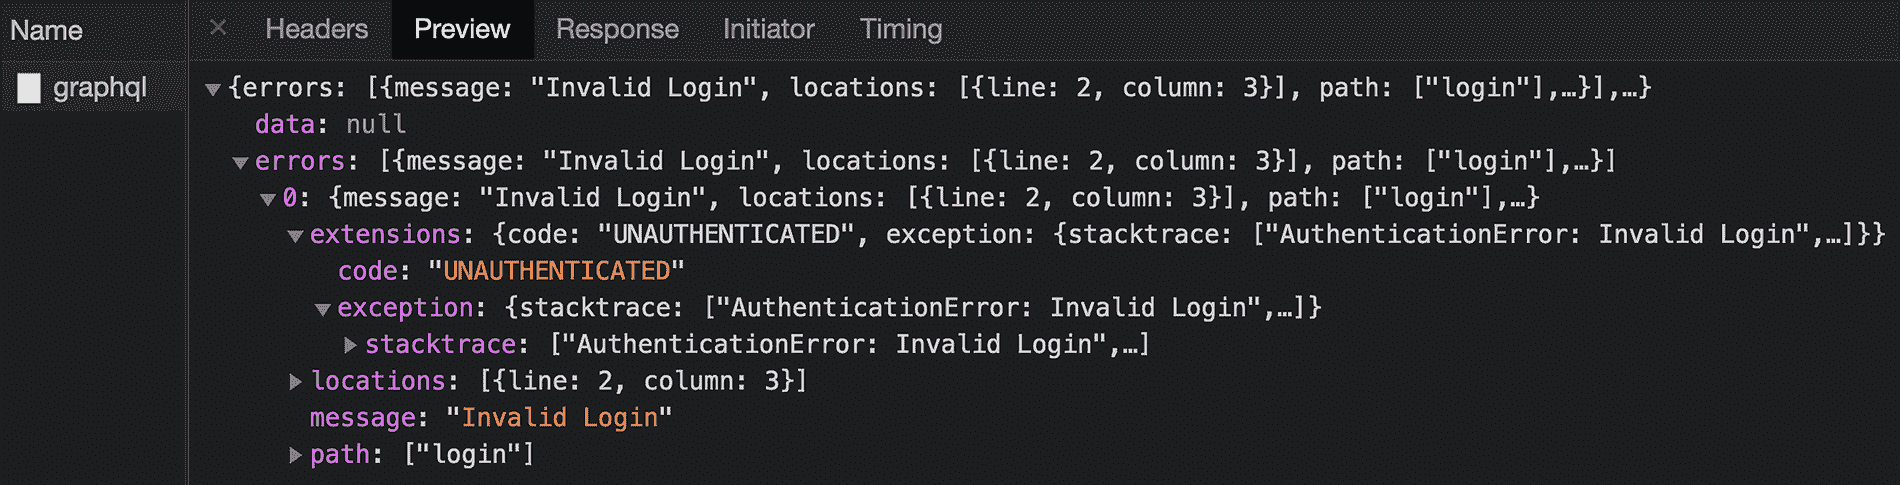 Name
× Headers Preview Response Initiator Timing
graphql
{errors: [{message: "Invalid Login", locations: [{line: 2, column: 3}], path: ["login"],…}],…}
data: null
errors: [{message: "Invalid Login", locations: [{line: 2, column: 3}], path: ["login"],…}]
0: {message: "Invalid Login", locations: [{line: 2, column: 3}], path: ["login"],…}
extensions: {code: "UNAUTHENTICATED", exception: {stacktrace: ["AuthenticationError: Invalid Login",…]}}
code: "UNAUTHENTICATED"
exception: {stacktrace: ["AuthenticationError: Invalid Login",…]}
stacktrace: ["AuthenticationError: Invalid Login",…]
locations: [{line: 2, column: 3}]
message: "Invalid Login"
path: ["login"]